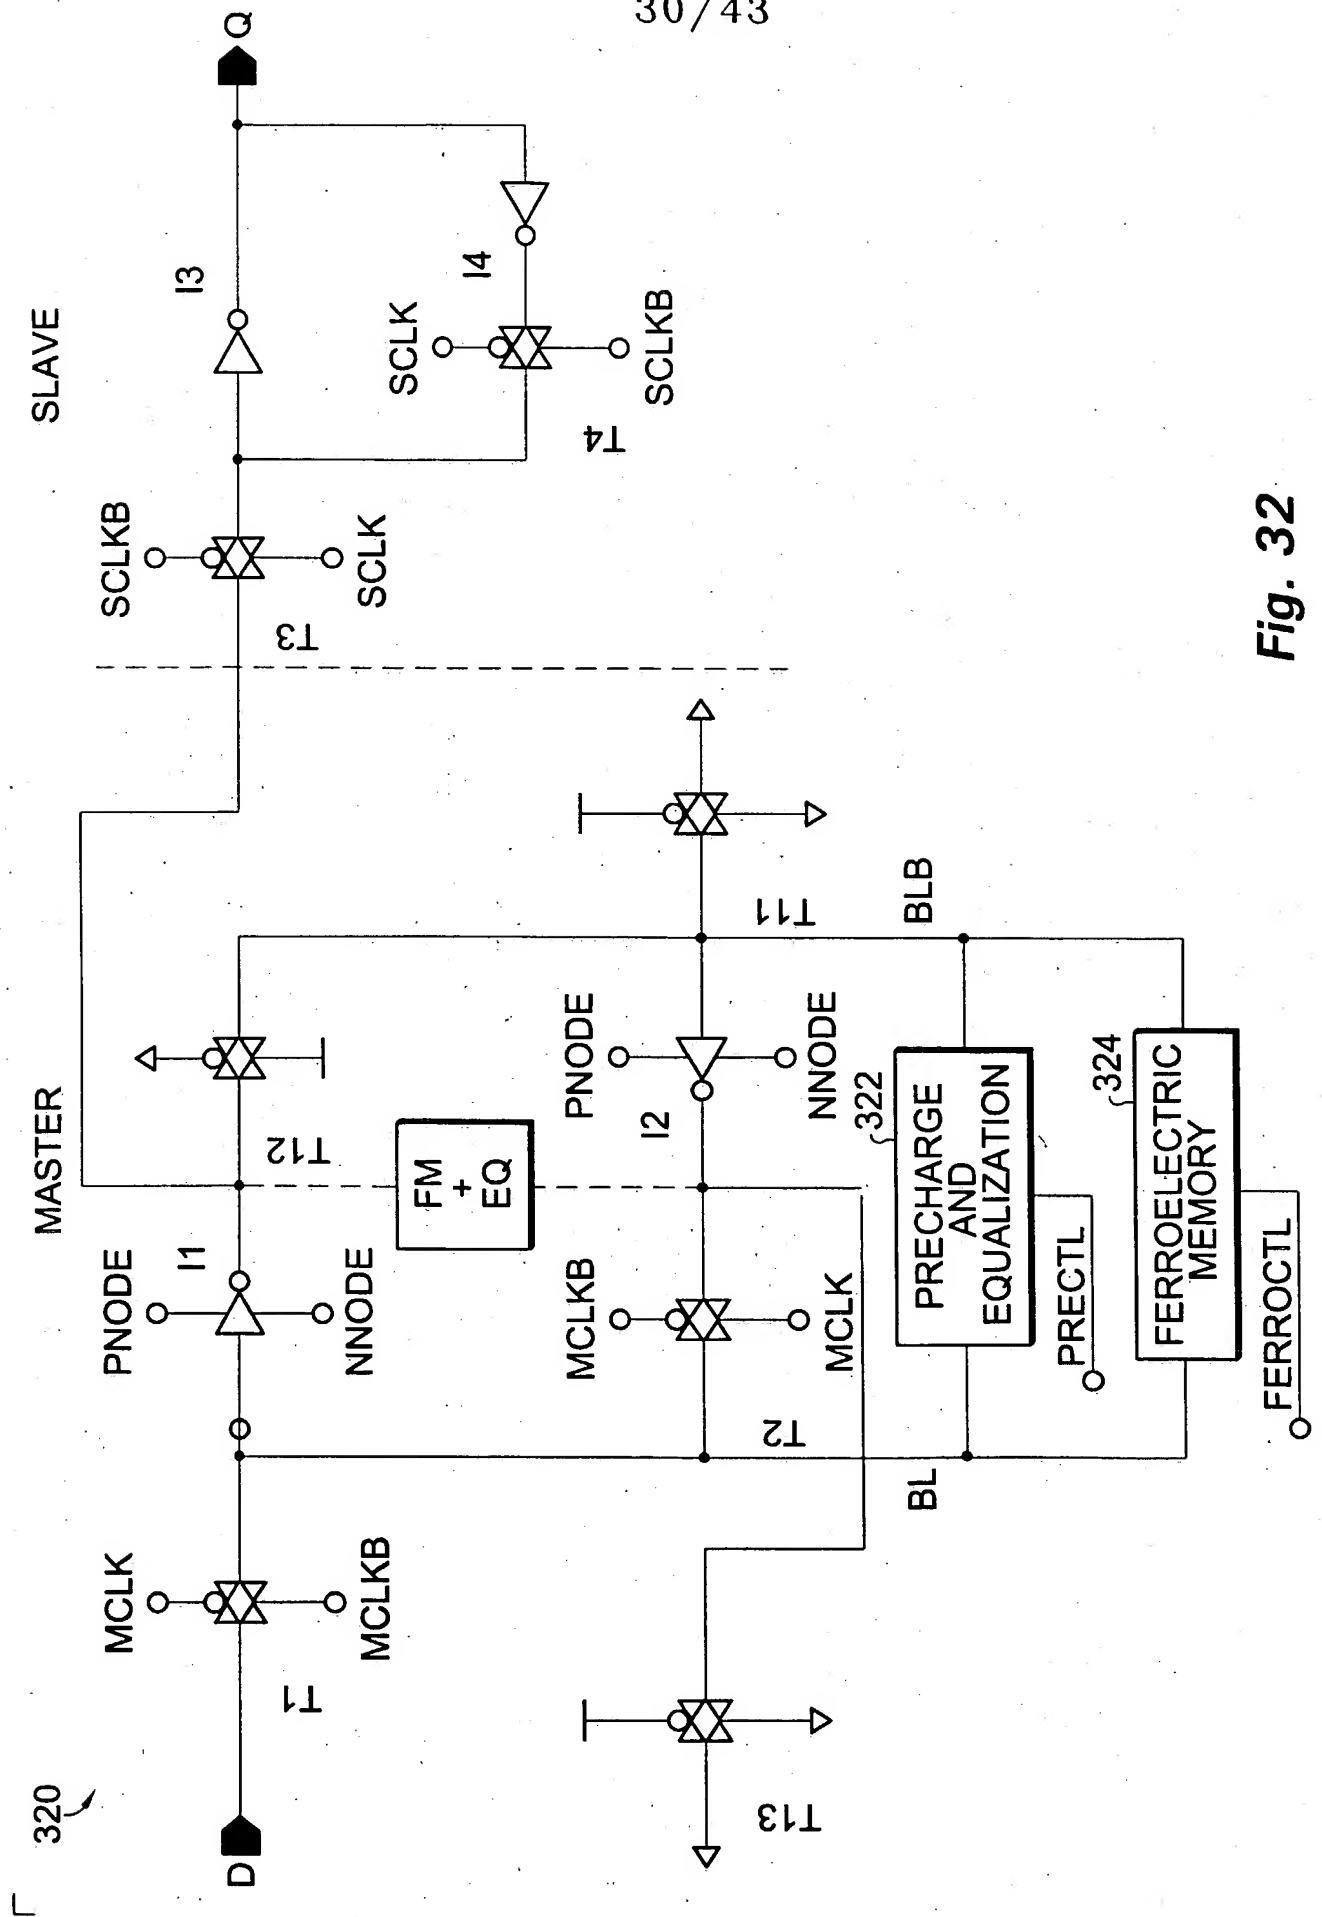 30/43
320
MASTER
SLAVE
D
MCLK
MCLKB
T1
PNODE
I1
NNODE
T12
SCLKB
SCLK
T3
I3
Q
SCLK
I4
SCLKB
T4
FM
+
EQ
T13
MCLKB
MCLK
T2
PNODE
I2
NNODE
T11
BL
BLB
322
PRECHARGE
AND
EQUALIZATION
PRECTL
324
FERROELECTRIC
MEMORY
FERROCTL
Fig. 32